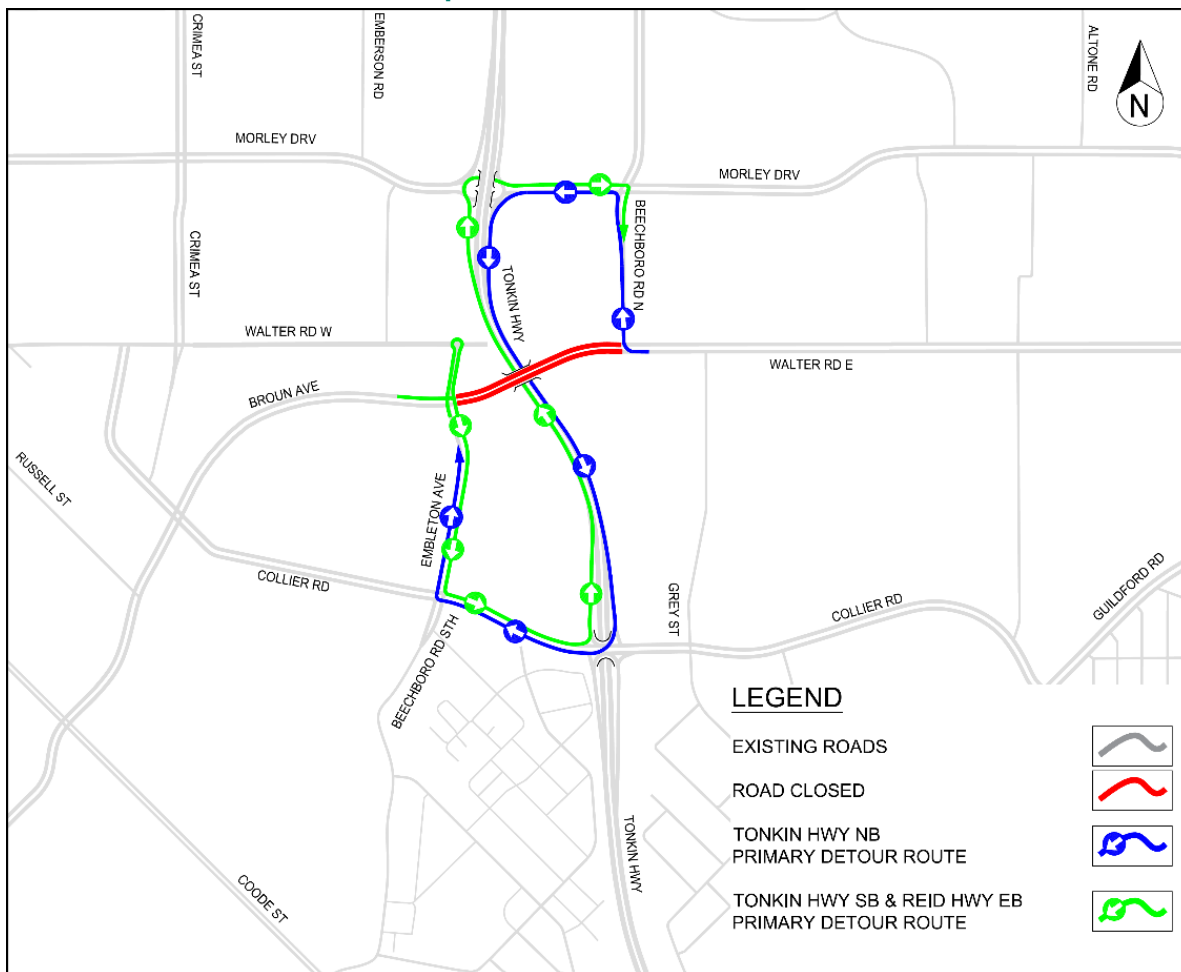 CRIMEA ST
EMBERSON RD
ALTONE RD
N
MORLEY DRV
MORLEY DRV
BEECHBORO RD N
CRIMEA ST
TONKIN HWY
WALTER RD W
WALTER RD E
BROUN AVE
RUSSELL ST
EMBLETON AVE
COLLIER RD
GREY ST
COLLIER RD
GUILDFORD RD
BEECHBORO RD STH
TONKIN HWY
COODE ST
LEGEND
EXISTING ROADS
ROAD CLOSED
TONKIN HWY NB
PRIMARY DETOUR ROUTE
TONKIN HWY SB & REID HWY EB
PRIMARY DETOUR ROUTE